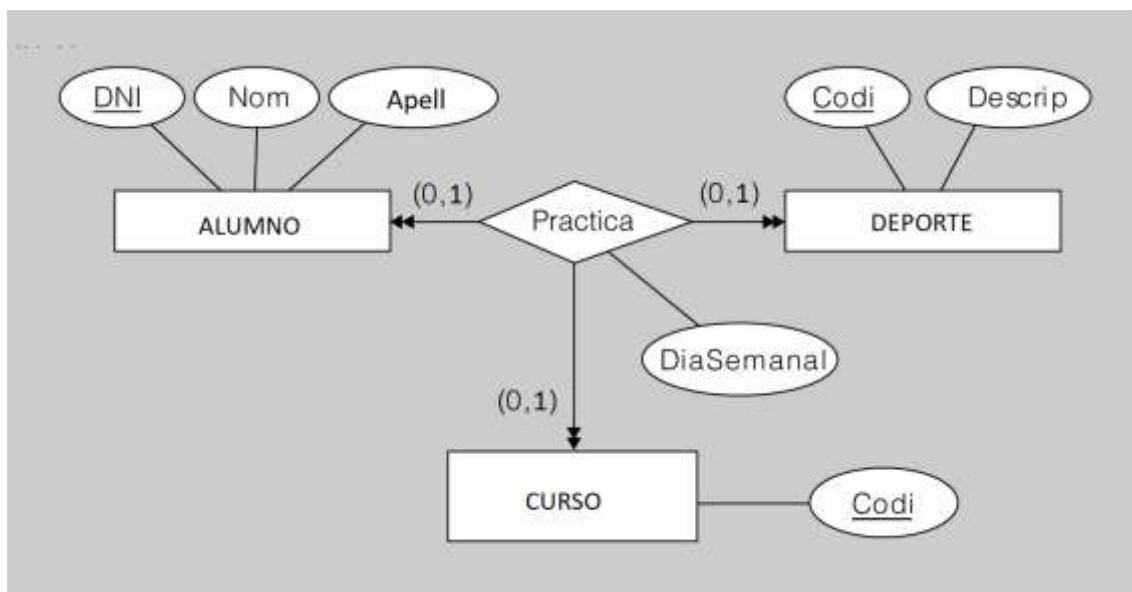 DNI
Nom
Apell
Codi
Descrip
(0,1)
(0,1)
ALUMNO
Practica
DEPORTE
DiaSemanal
(0,1)
CURSO
Codi